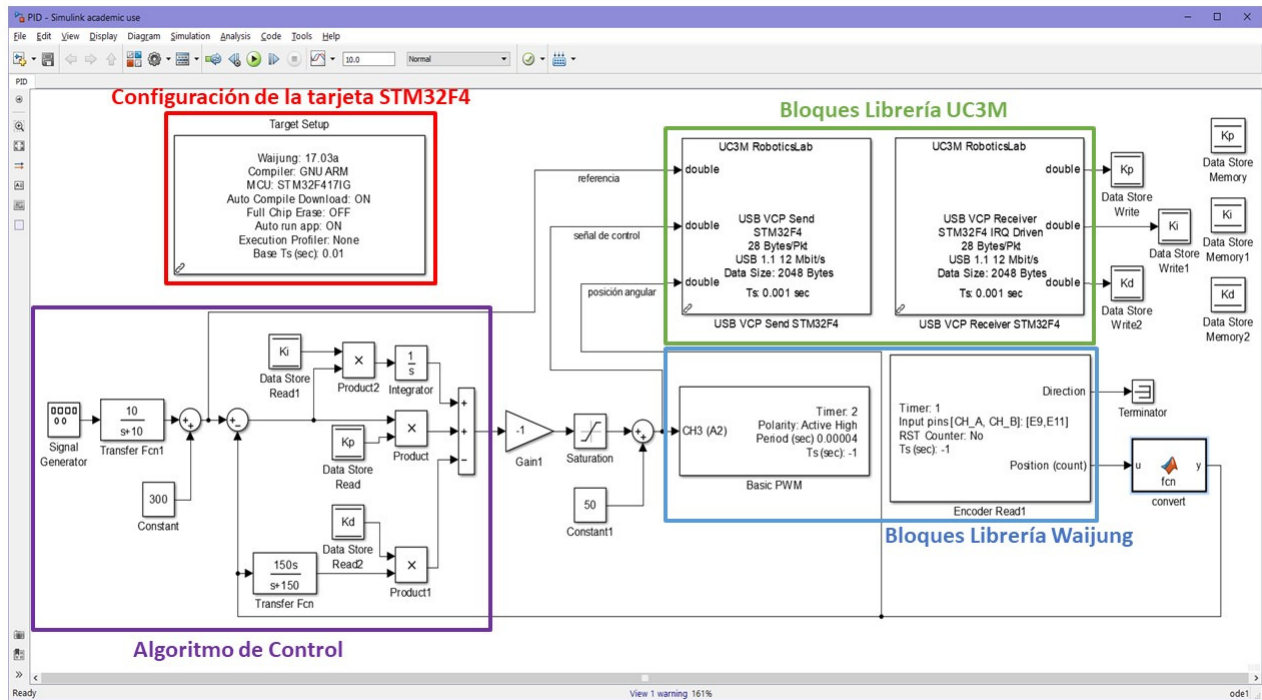 PID - Simulink academic use
File Edit View Display Diagram Simulation Analysis Code Tools Help
10.0
Normal
PID
Configuración de la tarjeta STM32F4
Target Setup
Waijung: 17.03a
Compiler: GNU ARM
MCU: STM32F417IG
Auto Compile Download: ON
Full Chip Erase: OFF
Auto run app: ON
Execution Profiler: None
Base Ts (sec): 0.01
Bloques Librería UC3M
referencia
señal de control
posición angular
UC3M RoboticsLab
double
double
double
USB VCP Send
STM32F4
28 Bytes/Pkt
USB 1.1 12 Mbit/s
Data Size: 2048 Bytes
Ts: 0.001 sec
USB VCP Send STM32F4
UC3M RoboticsLab
double
double
double
USB VCP Receiver
STM32F4 IRQ Driven
28 Bytes/Pkt
USB 1.1 12 Mbit/s
Data Size: 2048 Bytes
Ts: 0.001 sec
USB VCP Receiver STM32F4
Kp
Data Store
Write
Ki
Data Store
Write1
Kd
Data Store
Write2
Kp
Data Store
Memory
Ki
Data Store
Memory1
Kd
Data Store
Memory2
Signal
Generator
10
s+10
Transfer Fcn1
300
Constant
Ki
Data Store
Read1
×
Product2
1
s
Integrator
Kp
Data Store
Read
×
Product
Kd
Data Store
Read2
×
Product1
150s
s+150
Transfer Fcn
+
+
−
-1
Gain1
Saturation
50
Constant1
CH3 (A2)
Timer: 2
Polarity: Active High
Period (sec) 0.00004
Ts(sec): -1
Basic PWM
Timer: 1
Input pins [CH_A, CH_B]: [E9,E11]
RST Counter: No
Ts(sec): -1
Direction
Position (count)
Encoder Read1
Terminator
u
fcn
y
convert
Bloques Librería Waijung
Algoritmo de Control
Ready
View 1 warning 161%
ode1